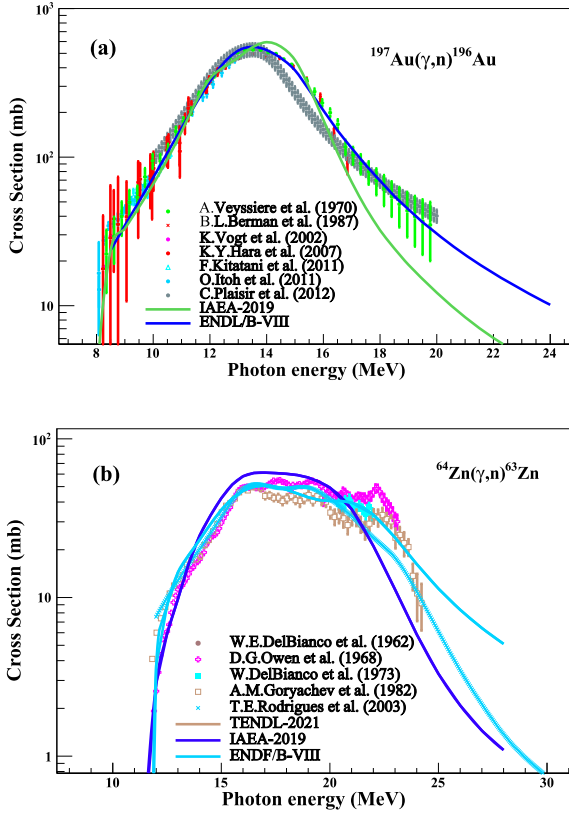 10³
(a)
¹⁹⁷Au(γ,n)¹⁹⁶Au
Cross Section (mb)
10²
10
A.Veyssiere et al. (1970)
B.L.Berman et al. (1987)
K.Vogt et al. (2002)
K.Y.Hara et al. (2007)
F.Kitatani et al. (2011)
O.Itoh et al. (2011)
C.Plaisir et al. (2012)
IAEA-2019
ENDL/B-VIII
8 10 12 14 16 18 20 22 24
Photon energy (MeV)
10²
(b)
⁶⁴Zn(γ,n)⁶³Zn
Cross Section (mb)
10
1
W.E.DelBianco et al. (1962)
D.G.Owen et al. (1968)
W.DelBianco et al. (1973)
A.M.Goryachev et al. (1982)
T.E.Rodrigues et al. (2003)
TENDL-2021
IAEA-2019
ENDF/B-VIII
10 15 20 25 30
Photon energy (MeV)